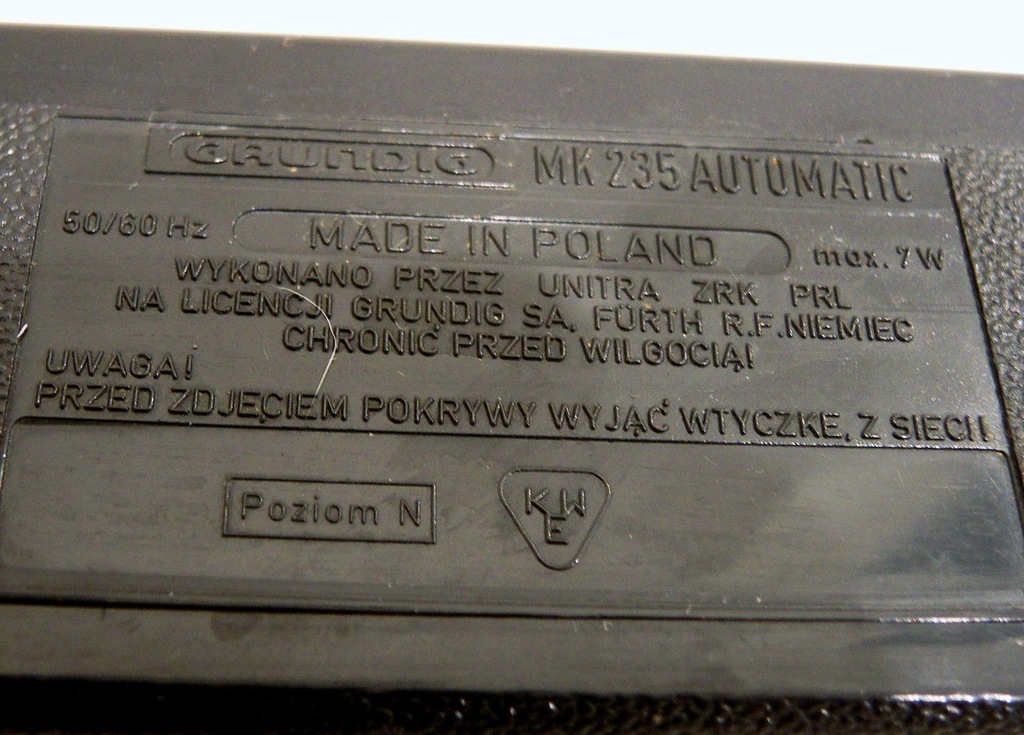 GRUNDIG MK 235 AUTOMATIC
50/60 Hz MADE IN POLAND max. 7W
WYKONANO PRZEZ UNITRA ZRK PRL
NA LICENCJI GRUNDIG SA, FÜRTH R.F.NIEMIEC
CHRONIĆ PRZED WILGOCIĄ!
UWAGA!
PRZED ZDJĘCIEM POKRYWY WYJĄĆ WTYCZKĘ, Z SIECI!
Poziom N
KWE